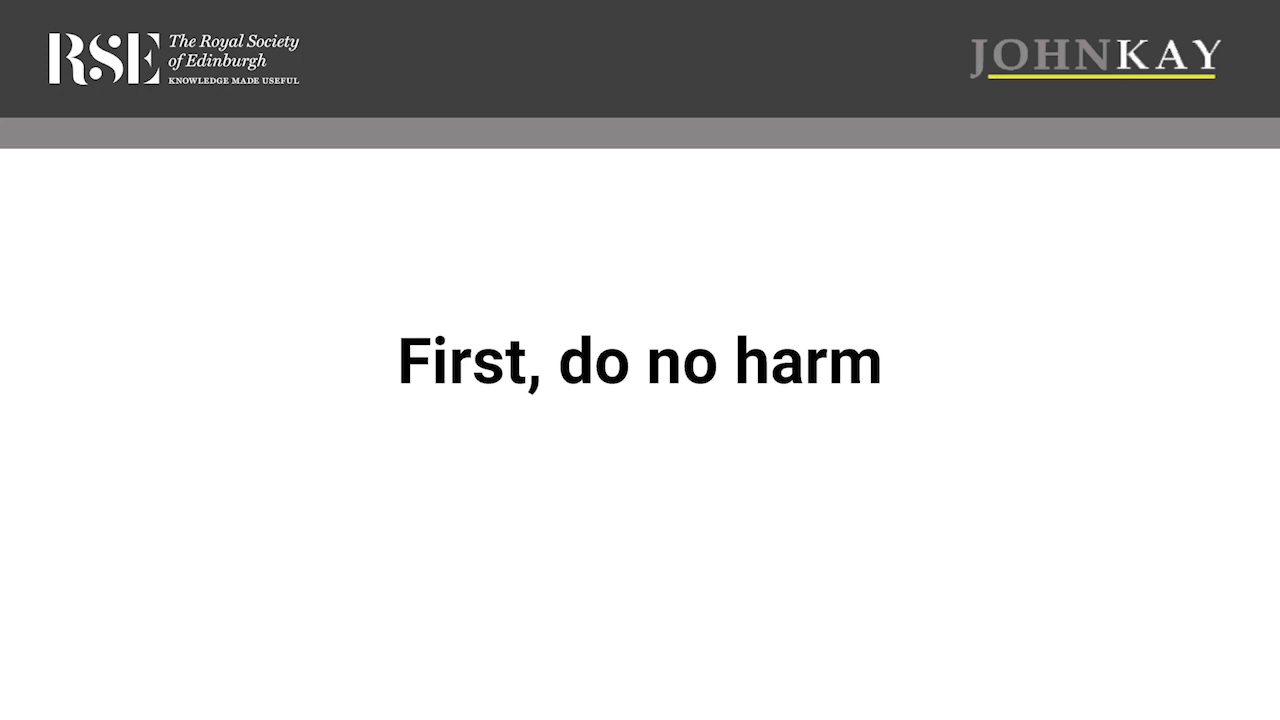 RSE
The Royal Society
of Edinburgh
KNOWLEDGE MADE USEFUL
JOHNKAY
First, do no harm